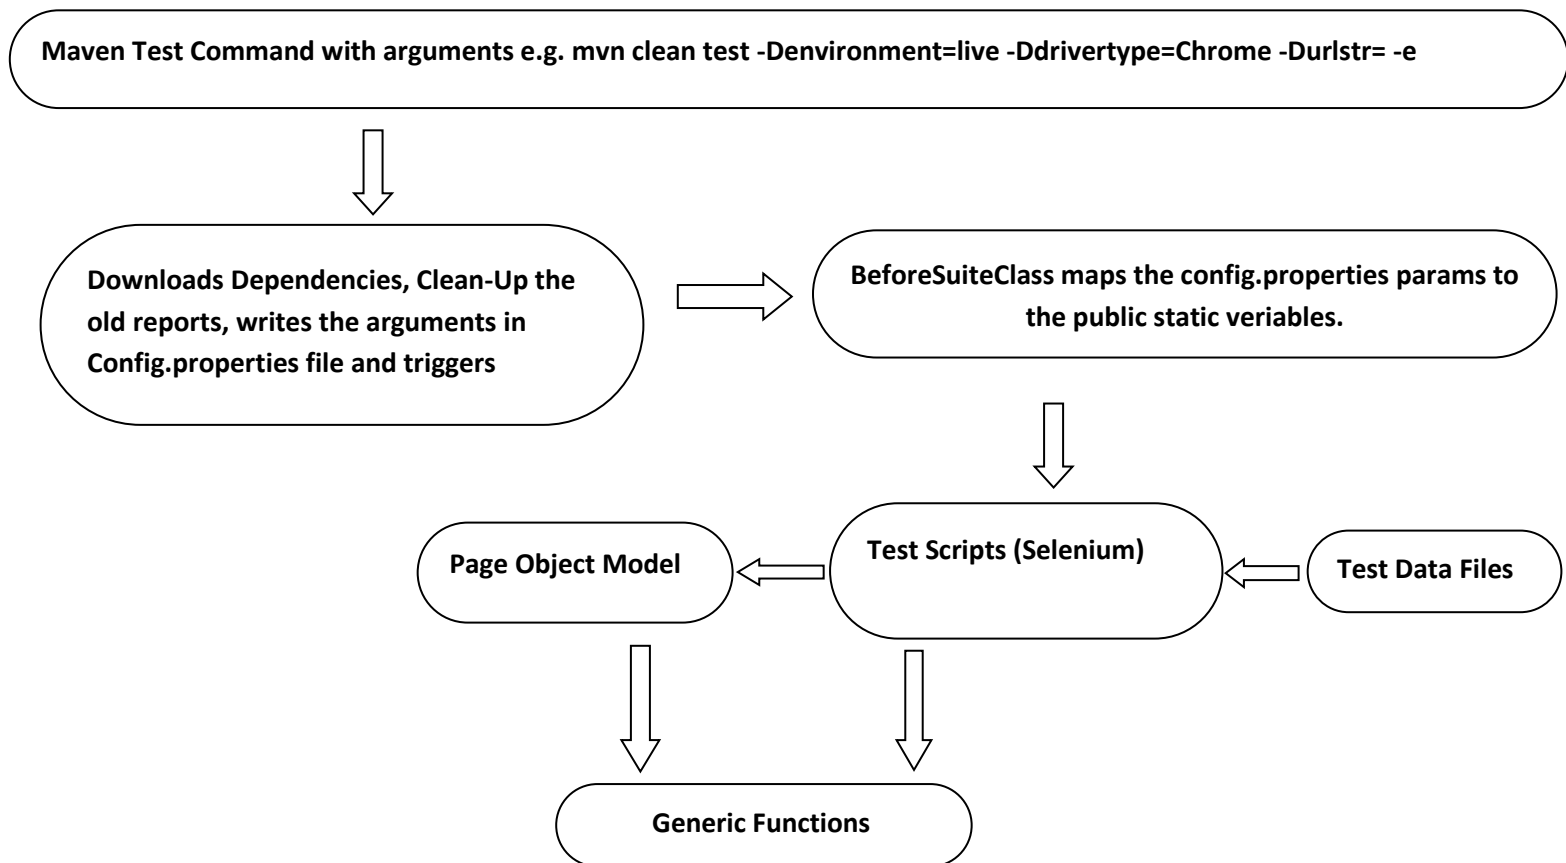 Maven Test Command with arguments e.g. mvn clean test -Denvironment=live -Ddrivertype=Chrome -Durlstr= -e
Downloads Dependencies, Clean-Up the
old reports, writes the arguments in
Config.properties file and triggers
BeforeSuiteClass maps the config.properties params to
the public static veriables.
Page Object Model
Test Scripts (Selenium)
Test Data Files
Generic Functions